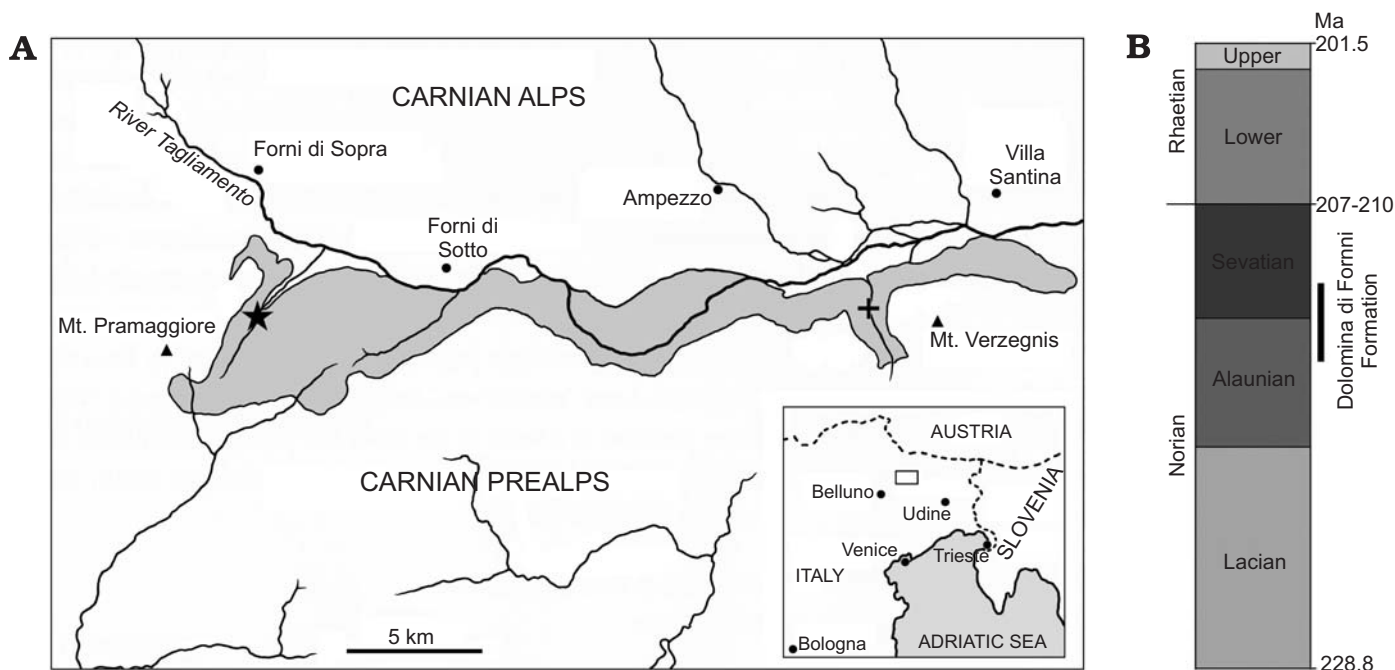 A
CARNIAN ALPS
River Tagliamento
Forni di Sopra
Forni di
Sotto
Ampezzo
Villa
Santina
Mt. Pramaggiore
Mt. Verzegnis
CARNIAN PREALPS
5 km
AUSTRIA
Belluno
Udine
SLOVENIA
Venice
Trieste
ITALY
Bologna
ADRIATIC SEA
B
Ma
201.5
Upper
Rhaetian
Lower
207-210
Sevatian
Dolomina di Fornni
Formation
Alaunian
Norian
Lacian
228.8